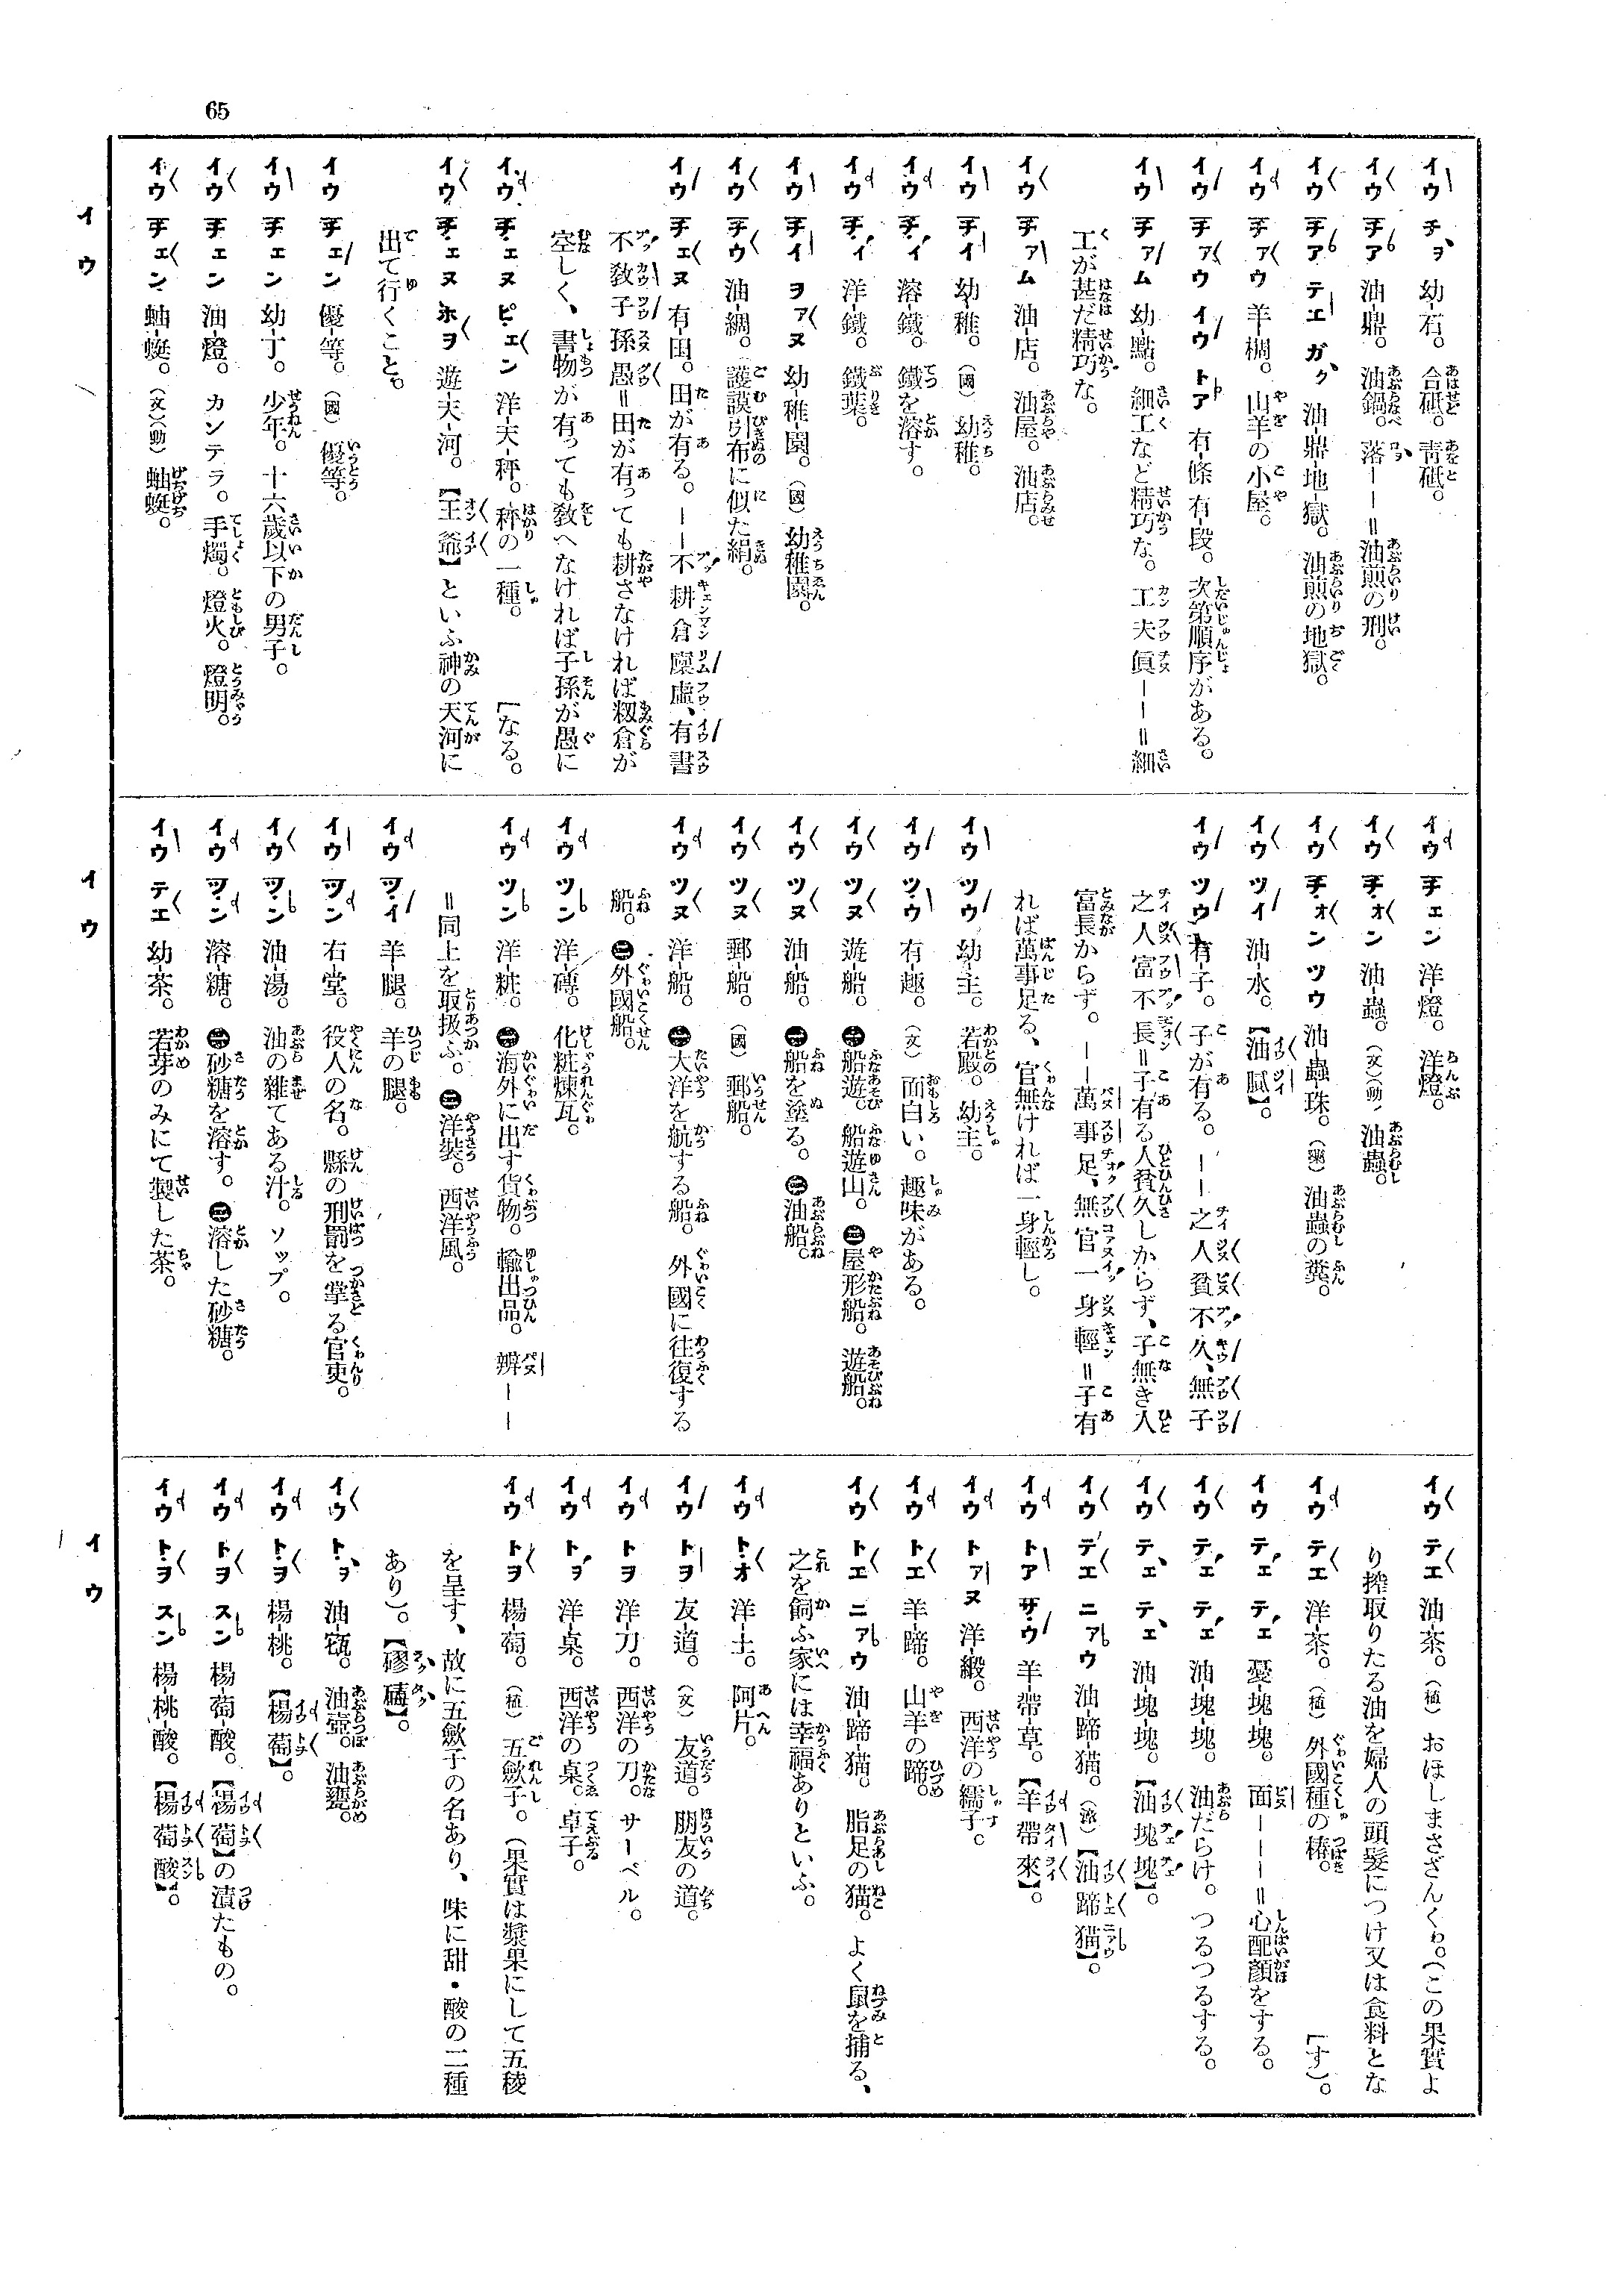 65
イウ チヲ 幼-石。 合砥。靑砥。
イウ チア 油-鼎。 油鍋。 落——＝油煎の刑。
イウ チア テエ ガク 油-鼎-地-獄。 油煎の地獄。
イウ チァウ 羊-椆。 山羊の小屋。
イウ チァウ イウ トア 有-條 有-段。 次第順序がある。
イウ チァム 幼-點。 細工など精巧な。 工夫眞——＝細
工が甚だ精巧な。
イウ チァム 油-店。 油屋。油店。
イウ チイ 幼-稚。 （國）幼稚。
イウ チイ 溶-鐵。 鐵を溶す。
イウ チイ 洋-鐵。 鐵葉。
イウ チイ ヲァヌ 幼-稚-園。（國）幼稚園。
イウ チウ 油-綢。 護謨引布に似た絹。
イウ チェヌ 有-田。 田が有る。——不耕倉廩虛、有書
不敎子孫愚＝田が有っても耕さなければ糓倉が
空しく、書物が有っても敎へなければ子孫が愚に
イウ チェヌ ピェン 洋-天-秤。 秤の一種。 ［なる。
イウ チェヌ ホヲ 遊-天-河。【王爺】といふ神の天河に
出て行くこと。
イウ チェン 優-等。 （國）優等。
イウ チェン 幼-丁。 少年。十六歲以下の男子。
イウ チェン 油-燈。 カンテラ。手燭。燈火。燈明。
イウ チェン 蚰-蜓。 （文）（動）蚰蜓。
イウ
イウ チェン 洋-燈。 洋燈。
イウ チォン 油-蟲。 （文）（動）油蟲。
イウ チォン ツウ 油-蟲-珠。（藥）油蟲の糞。
イウ ツイ 油-水。 【油膩】。
イウ ツウ 有-子。 子が有る。——之人貧不久、無子
之人富不長＝子有る人貧久しからず、子無き人
富長からず。——萬事足、無官一身輕＝子有
れば萬事足る、官無ければ一身輕し。
イウ ツウ 幼-主。 若殿。幼主。
イウ ツウ 有-趣。 （文）面白い。趣味がある。
イウ ツヌ 遊-船。 ㊀船遊。船遊山。㊁屋形船。遊船。
イウ ツヌ 油-船。 ㊀船を塗る。㊁油船。
イウ ツヌ 郵-船。 （國）郵船。
イウ ツヌ 洋-船。 ㊀大洋を航する船。外國に往復する
船。㊁外國船。
イウ ツン 洋-磚。 化粧煉瓦。
イウ ツン 洋-糚。 ㊀海外に出す貨物。輸出品。 辨——
＝同上を取扱ふ。㊁洋裝。西洋風。
イウ ツイ 羊-腿。 羊の腿。
イウ ツン 右-堂。 役人の名。縣の刑罰を掌る官吏。
イウ ツン 油-湯。 油の雜てある汁。ソップ。
イウ ツン 溶-糖。 ㊀砂糖を溶す。㊁溶した砂糖。
イウ テエ 幼-茶。 若芽のみにて製した茶。
イウ
イウ テエ 油-茶。（植）おほしまさざんくゎ。（この果實よ
り搾取りたる油を婦人の頭髮につけ又は食料とな
イウ テエ 洋-茶。（植）外國種の椿。 ［す）。
イウ テェ テェ 憂-塊-塊。 面———＝心配顏をする。
イウ テェ テェ 油-塊-塊。 油だらけ。つるつるする。
イウ テェ テェ 油-塊-塊。【油塊塊】。
イウ テエ ニァウ 油-蹄-猫。（動）【油蹄猫】。
イウ トア ザウ 羊-帶-草。【羊帶來】。
イウ トァヌ 洋-緞。 西洋の繻子。
イウ トエ 羊-蹄。 山羊の蹄。
イウ トエ ニァウ 油-蹄-猫。 脂足の猫。よく鼠を捕る、
之を飼ふ家には幸福ありといふ。
イウ トオ 洋-土。 阿片。
イウ トヲ 友-道。（文）友道。朋友の道。
イウ トヲ 洋-刀。 西洋の刀。サーベル。
イウ トヲ 洋-桌。 西洋の桌。卓子。
イウ トヲ 楊-萄。（植）五斂子。（果實は漿果にして五稜
を呈す、故に五斂子の名あり、味に甜・酸の二種
あり）。
イウ トヲ 油-㼡。 油壺。油甕。
イウ トヲ 楊-桃。【楊萄】。
イウ トヲ スン 楊-萄-酸。【楊萄】の漬たもの。
イウ トヲ スン 楊-桃-酸。【楊萄酸】。
イウ